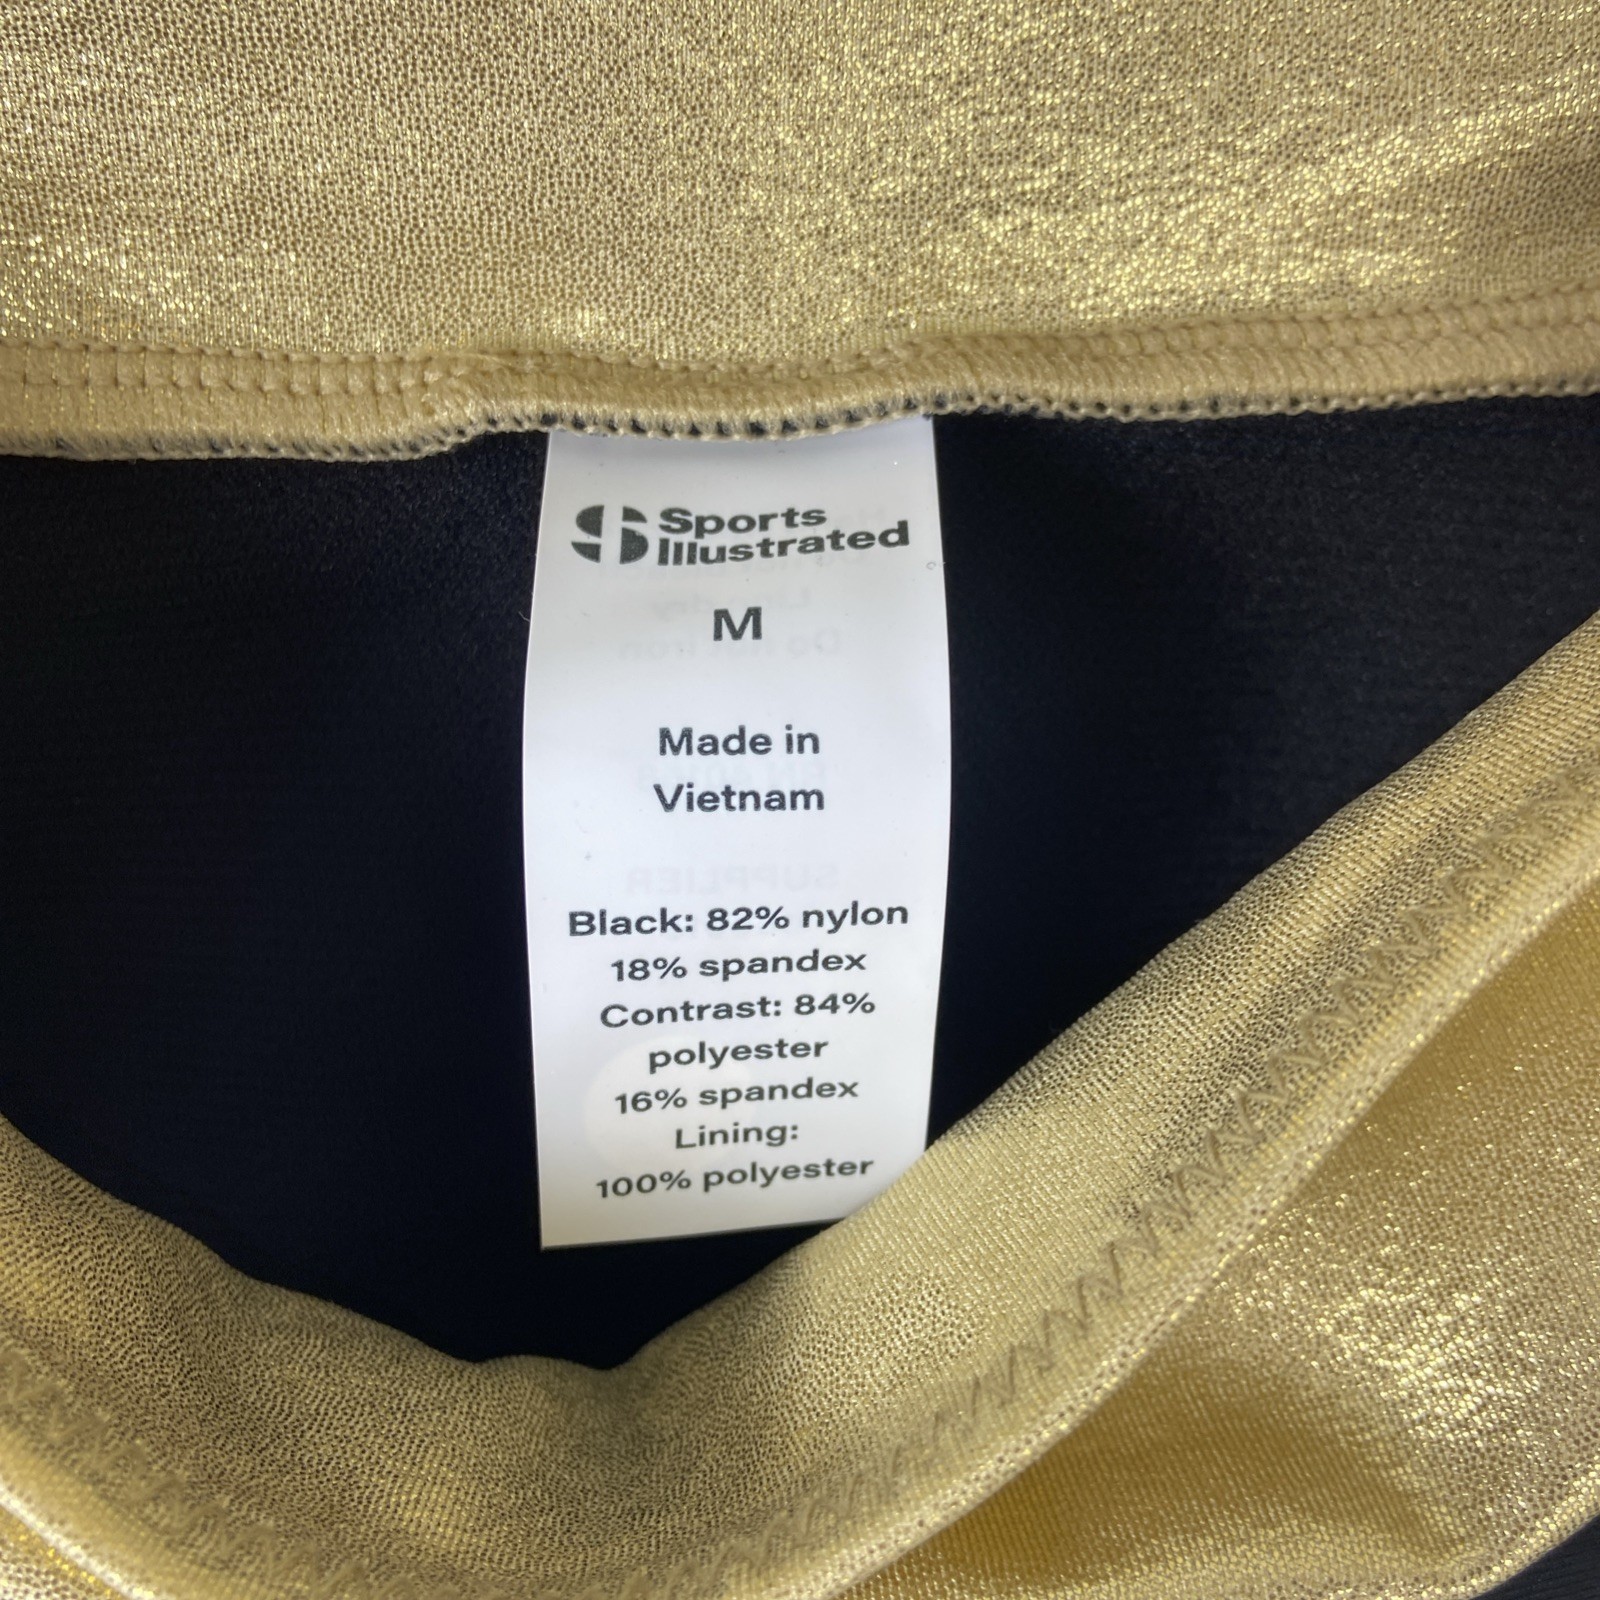 Sports
Illustrated
M
Made in
Vietnam
Black: 82% nylon
18% spandex
Contrast: 84%
polyester
16% spandex
Lining:
100% polyester